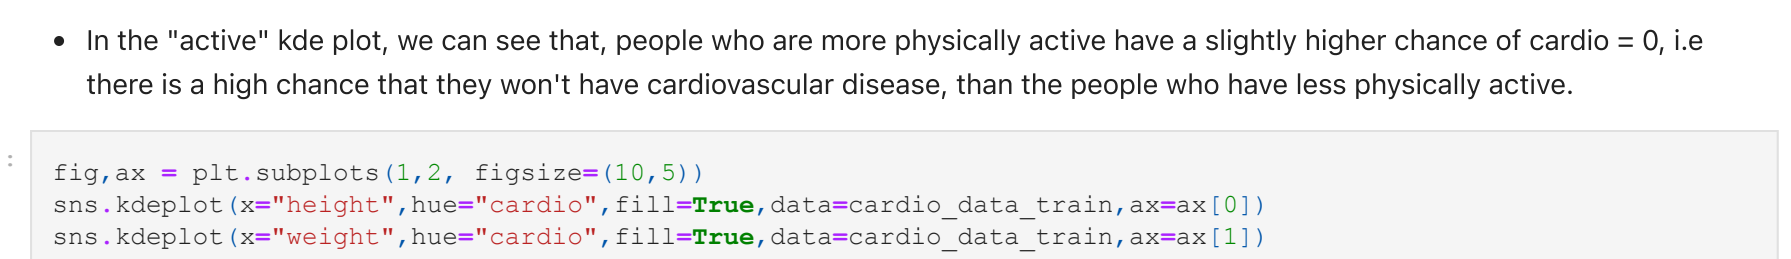 • In the "active" kde plot, we can see that, people who are more physically active have a slightly higher chance of cardio = 0, i.e
there is a high chance that they won't have cardiovascular disease, than the people who have less physically active.
:
fig,ax = plt.subplots(1,2, figsize=(10,5))
sns.kdeplot(x="height",hue="cardio",fill=True,data=cardio_data_train,ax=ax[0])
sns.kdeplot(x="weight",hue="cardio",fill=True,data=cardio_data_train,ax=ax[1])